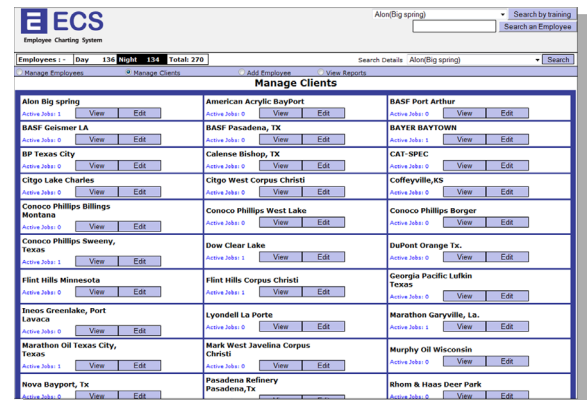 ECS
Employee Charting System
Alon(Big spring)
Search by training
Search an Employee
Employees : - Day 136 Night 134 Total: 270
Search Details Alon(Big spring) Search
Manage Employees Manage Clients Add Employee View Reports
Manage Clients
Alon Big spring American Acrylic BayPort BASF Port Arthur
Active Jobs: 1 View Edit Active Jobs: 0 View Edit Active Jobs: 0 View Edit
BASF Geismer LA BASF Pasadena, TX BAYER BAYTOWN
Active Jobs: 0 View Edit Active Jobs: 0 View Edit Active Jobs: 1 View Edit
BP Texas City Calense Bishop, TX CAT-SPEC
Active Jobs: 0 View Edit Active Jobs: 0 View Edit Active Jobs: 0 View Edit
Citgo Lake Charles Citgo West Corpus Christi Coffeyville,KS
Active Jobs: 0 View Edit Active Jobs: 0 View Edit Active Jobs: 0 View Edit
Conoco Phillips Billings
Montana
Conoco Phillips West Lake Conoco Phillips Borger
Active Jobs: 0 View Edit Active Jobs: 0 View Edit Active Jobs: 0 View Edit
Conoco Phillips Sweeny,
Texas
Dow Clear Lake DuPont Orange Tx.
Active Jobs: 1 View Edit Active Jobs: 1 View Edit Active Jobs: 0 View Edit
Flint Hills Minnesota Flint Hills Corpus Christi Georgia Pacific Lufkin
Texas
Active Jobs: 0 View Edit Active Jobs: 1 View Edit Active Jobs: 0 View Edit
Ineos Greenlake, Port
Lavaca
Lyondell La Porte Marathon Garyville, La.
Active Jobs: 0 View Edit Active Jobs: 0 View Edit Active Jobs: 1 View Edit
Marathon Oil Texas City,
Texas
Mark West Javelina Corpus
Christi
Murphy Oil Wisconsin
Active Jobs: 1 View Edit Active Jobs: 0 View Edit Active Jobs: 0 View Edit
Nova Bayport, Tx Pasadena Refinery
Pasadena,Tx
Rhom & Haas Deer Park
Active Jobs: 0 View Edit Active Jobs: 0 View Edit